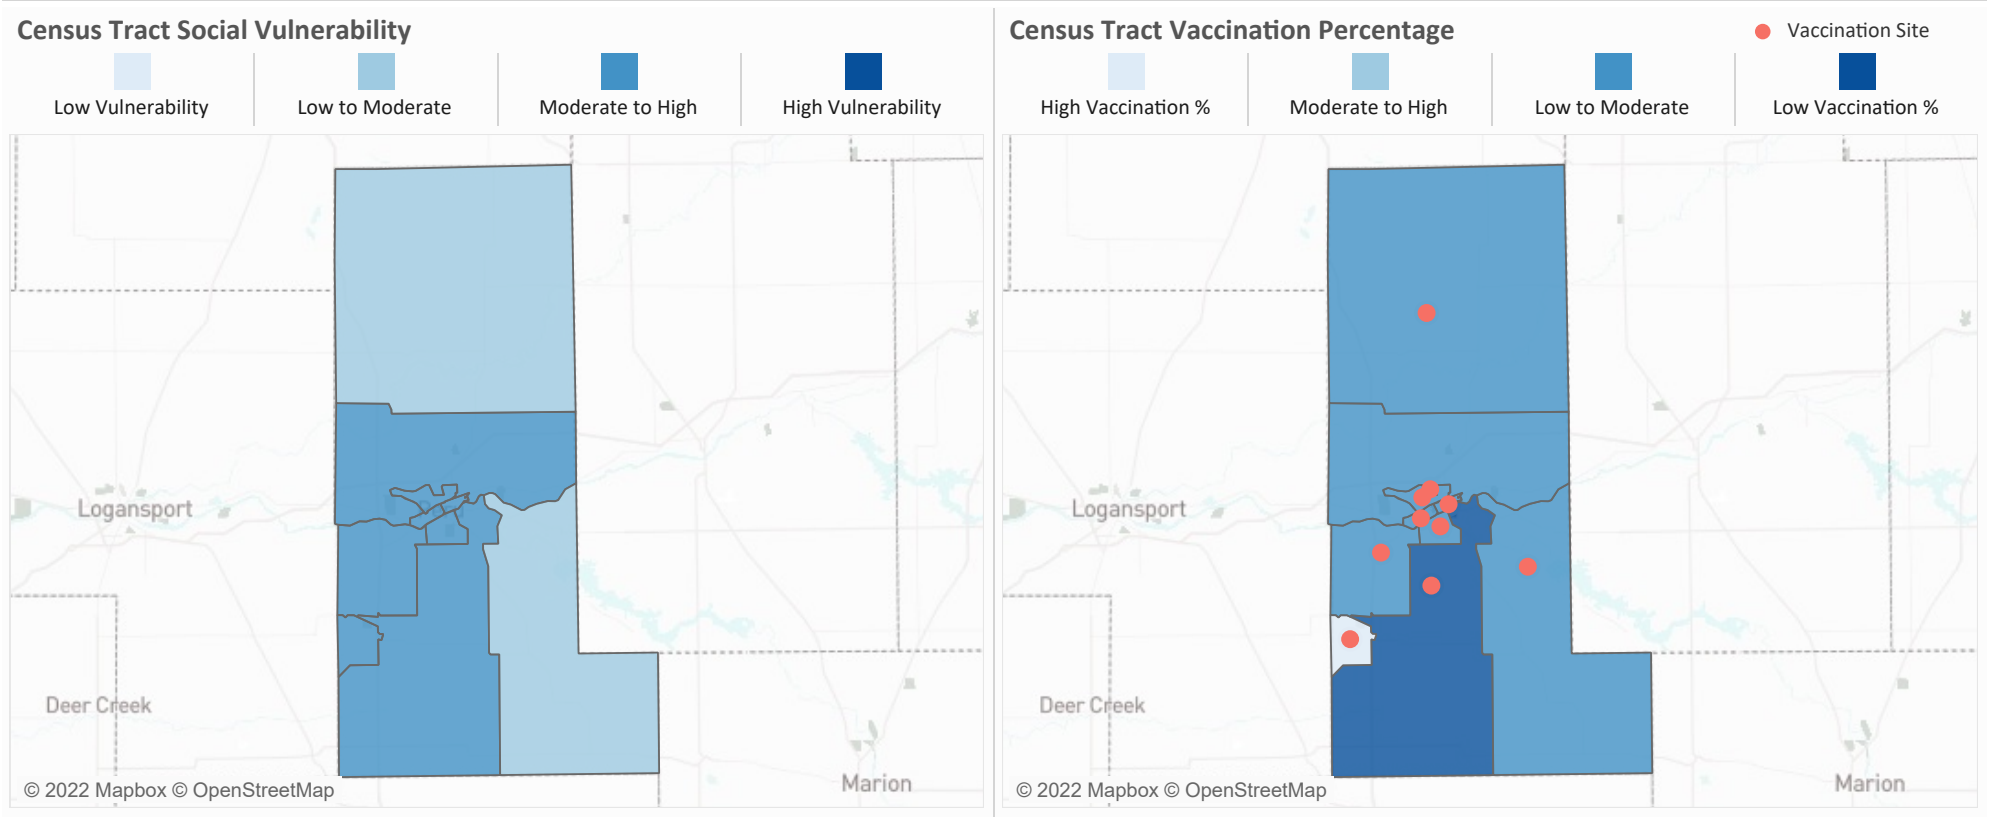 Census Tract Social Vulnerability
Low Vulnerability
Low to Moderate
Moderate to High
High Vulnerability
Logansport
Deer Creek
Marion
© 2022 Mapbox © OpenStreetMap
Census Tract Vaccination Percentage
Vaccination Site
High Vaccination %
Moderate to High
Low to Moderate
Low Vaccination %
Logansport
Deer Creek
Marion
© 2022 Mapbox © OpenStreetMap